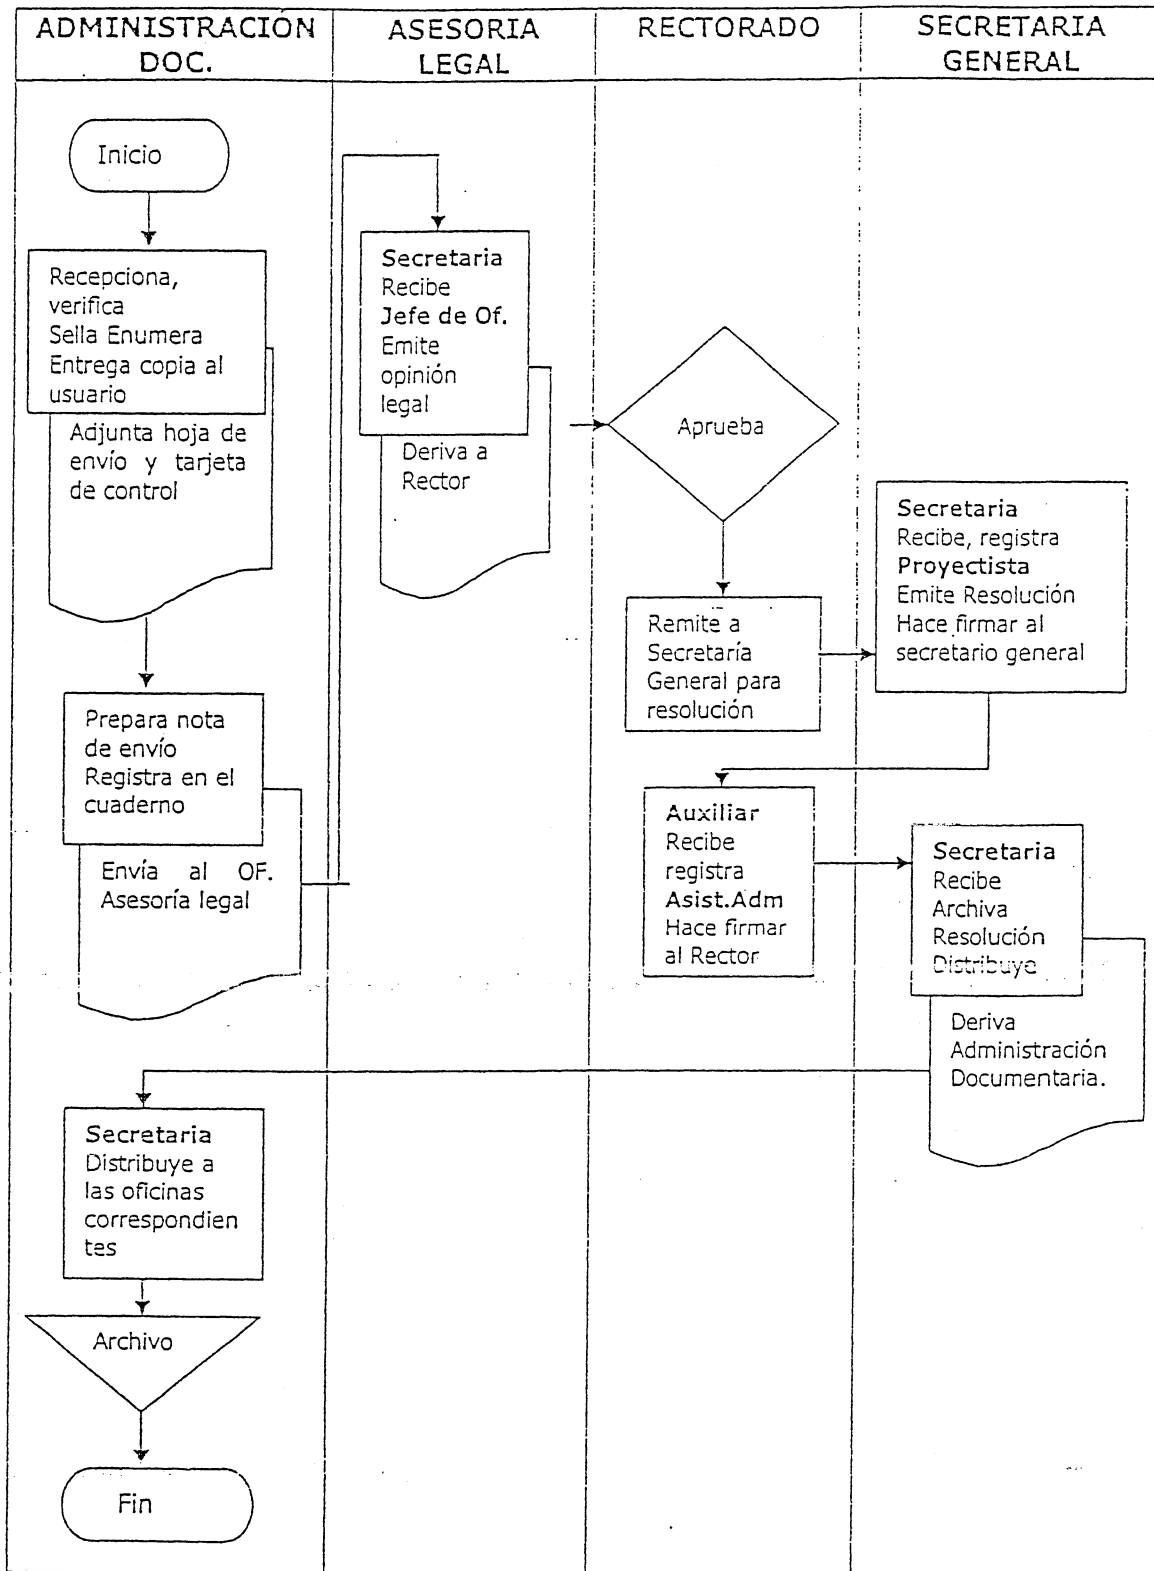 ADMINISTRACION
DOC.
ASESORIA
LEGAL
RECTORADO
SECRETARIA
GENERAL
Inicio
Recepciona,
verifica
Sella Enumera
Entrega copia al
usuario
Adjunta hoja de
envío y tarjeta
de control
Prepara nota
de envío
Registra en el
cuaderno
Envía al OF.
Asesoría legal
Secretaria
Recibe
Jefe de Of.
Emite
opinión
legal
Deriva a
Rector
Aprueba
Remite a
Secretaría
General para
resolución
Secretaria
Recibe, registra
Proyectista
Emite Resolución
Hace firmar al
secretario general
Auxiliar
Recibe
registra
Asist.Adm
Hace firmar
al Rector
Secretaria
Recibe
Archiva
Resolución
Distribuye
Deriva
Administración
Documentaria.
Secretaria
Distribuye a
las oficinas
correspondien
tes
Archivo
Fin